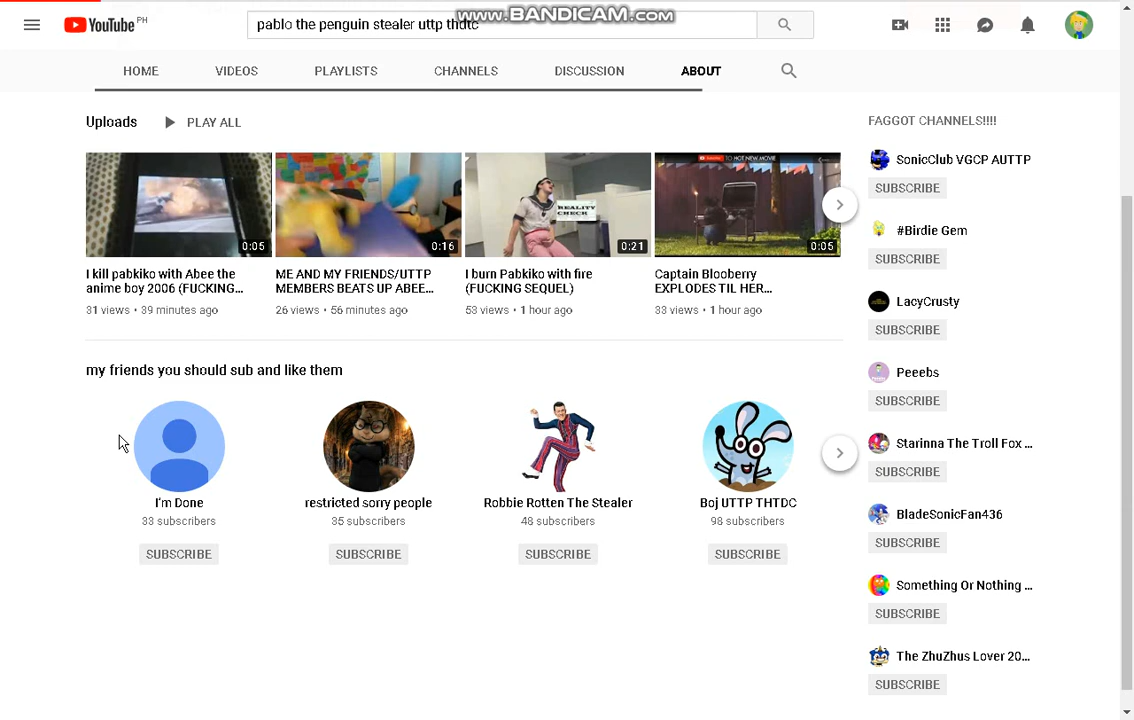 www.BANDICAM.com
YouTube PH
pablo the penguin stealer uttp thdtc
HOME VIDEOS PLAYLISTS CHANNELS DISCUSSION ABOUT
Uploads PLAY ALL
0:05
0:16
REALITY
CHECK
0:21
SUBSCRIBE TO HOT NEW MOVIE
0:05
I kill pabkiko with Abee the
anime boy 2006 (FUCKING...
31 views • 39 minutes ago
ME AND MY FRIENDS/UTTP
MEMBERS BEATS UP ABEE...
26 views • 56 minutes ago
I burn Pabkiko with fire
(FUCKING SEQUEL)
53 views • 1 hour ago
Captain Blooberry
EXPLODES TIL HER...
33 views • 1 hour ago
my friends you should sub and like them
I'm Done
33 subscribers
SUBSCRIBE
restricted sorry people
35 subscribers
SUBSCRIBE
Robbie Rotten The Stealer
48 subscribers
SUBSCRIBE
Boj UTTP THTDC
98 subscribers
SUBSCRIBE
FAGGOT CHANNELS!!!!
SonicClub VGCP AUTTP
SUBSCRIBE
#Birdie Gem
SUBSCRIBE
LacyCrusty
SUBSCRIBE
Peeebs
SUBSCRIBE
Starinna The Troll Fox ...
SUBSCRIBE
BladeSonicFan436
SUBSCRIBE
Something Or Nothing ...
SUBSCRIBE
The ZhuZhus Lover 20...
SUBSCRIBE